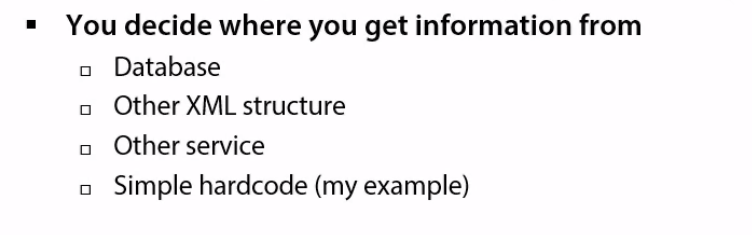 ▪ You decide where you get information from
▫ Database
▫ Other XML structure
▫ Other service
▫ Simple hardcode (my example)